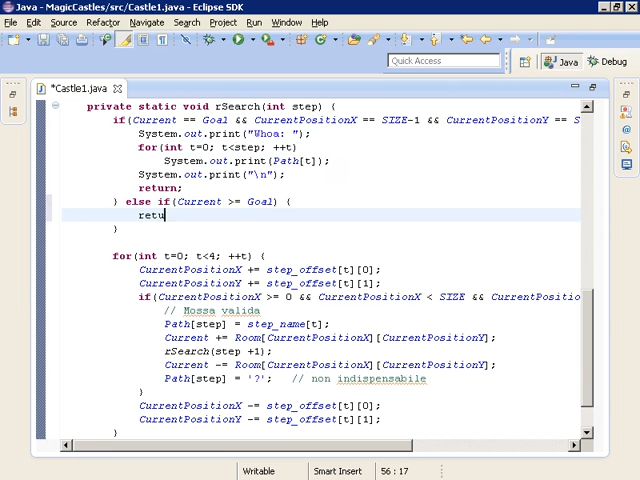 Java - MagicCastles/src/Castle1.java - Eclipse SDK
File Edit Source Refactor Navigate Search Project Run Window Help
Quick Access Java Debug
*Castle1.java
private static void rSearch(int step) {
if(Current == Goal && CurrentPositionX == SIZE-1 && CurrentPositionY == S
System.out.print("Whoa: ");
for(int t=0; t<step; ++t)
System.out.print(Path[t]);
System.out.print("\n");
return;
} else if(Current >= Goal) {
retu
}
for(int t=0; t<4; ++t) {
CurrentPositionX += step_offset[t][0];
CurrentPositionY += step_offset[t][1];
if(CurrentPositionX >= 0 && CurrentPositionX < SIZE && CurrentPositio
// Mossa valida
Path[step] = step_name[t];
Current += Room[CurrentPositionX][CurrentPositionY];
rSearch(step +1);
Current -= Room[CurrentPositionX][CurrentPositionY];
Path[step] = '?'; // non indispensabile
}
CurrentPositionX -= step_offset[t][0];
CurrentPositionY -= step_offset[t][1];
}
Writable Smart Insert 56 : 17